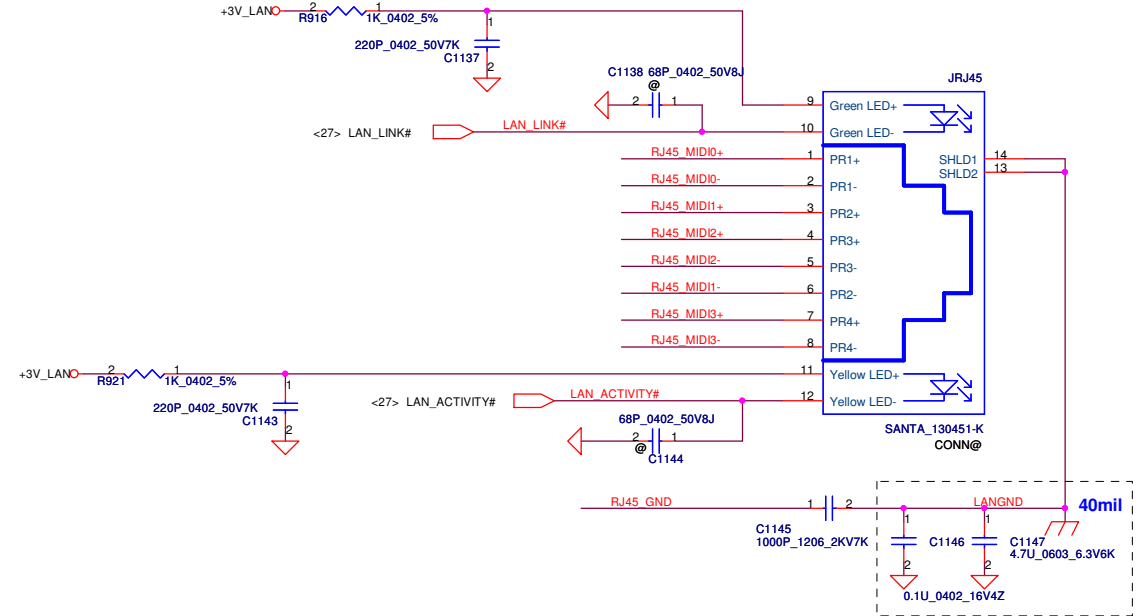 +3V_LAN 2 1
R916 1K_0402_5%
1
220P_0402_50V7K
C1137
2
C1138 68P_0402_50V8J
@
2 1
JRJ45
9 Green LED+
<27> LAN_LINK# LAN_LINK# 10 Green LED-
RJ45_MIDI0+ 1 PR1+
SHLD1 14
SHLD2 13
RJ45_MIDI0- 2 PR1-
RJ45_MIDI1+ 3 PR2+
RJ45_MIDI2+ 4 PR3+
RJ45_MIDI2- 5 PR3-
RJ45_MIDI1- 6 PR2-
RJ45_MIDI3+ 7 PR4+
RJ45_MIDI3- 8 PR4-
+3V_LAN 2 1 11 Yellow LED+
R921 1K_0402_5%
1
220P_0402_50V7K
C1143
2
<27> LAN_ACTIVITY# LAN_ACTIVITY# 12 Yellow LED-
68P_0402_50V8J
2 1
@
C1144
SANTA_130451-K
CONN@
RJ45_GND 1 2 LANGND 40mil
C1145
1000P_1206_2KV7K
1 1
C1146 C1147
4.7U_0603_6.3V6K
2 2
0.1U_0402_16V4Z